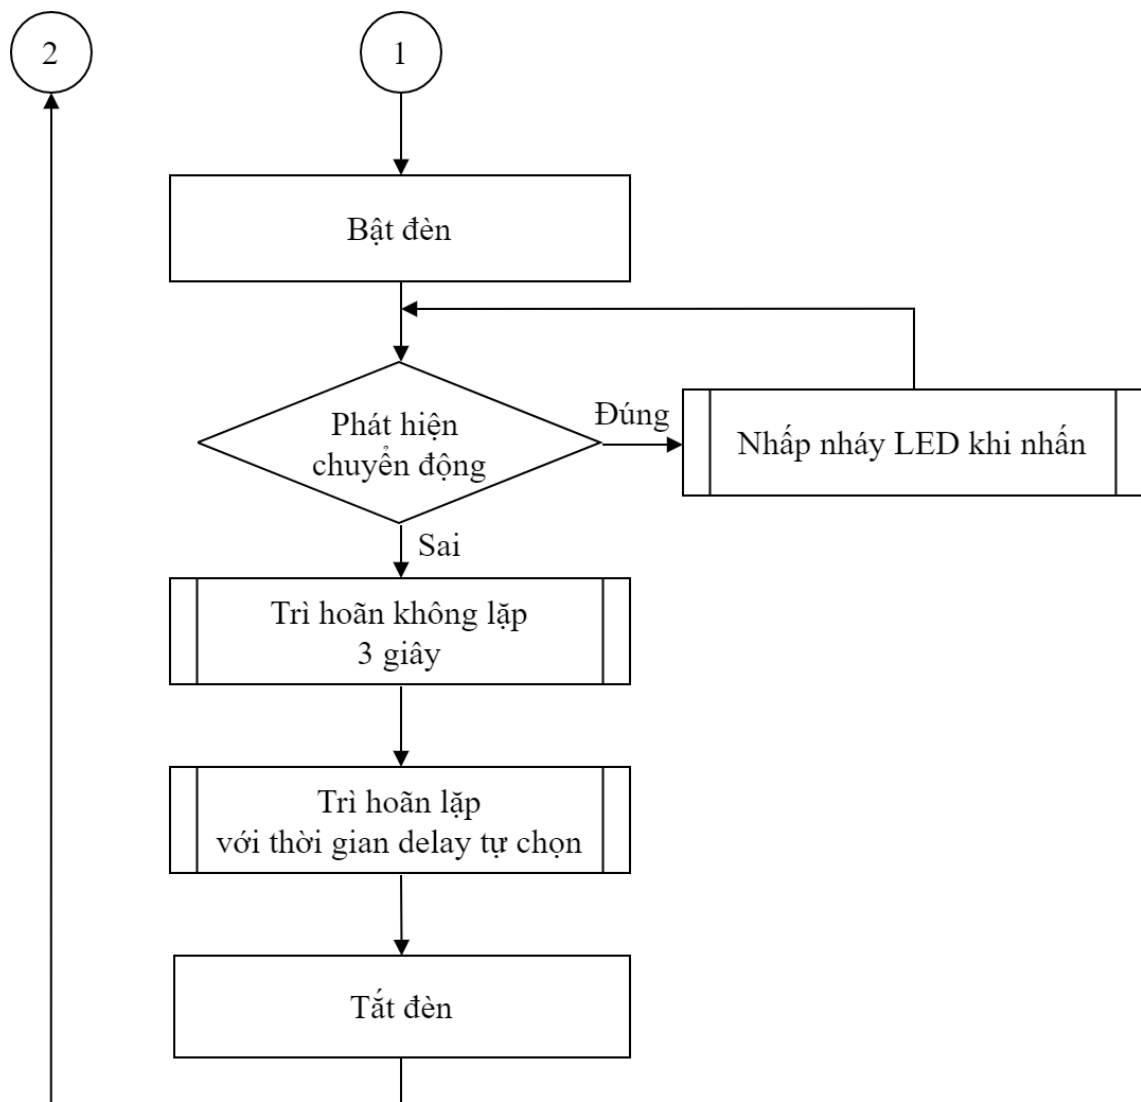 2
1
Bật đèn
Phát hiện
chuyển động
Đúng
Nhấp nháy LED khi nhấn
Sai
Trì hoãn không lặp
3 giây
Trì hoãn lặp
với thời gian delay tự chọn
Tắt đèn